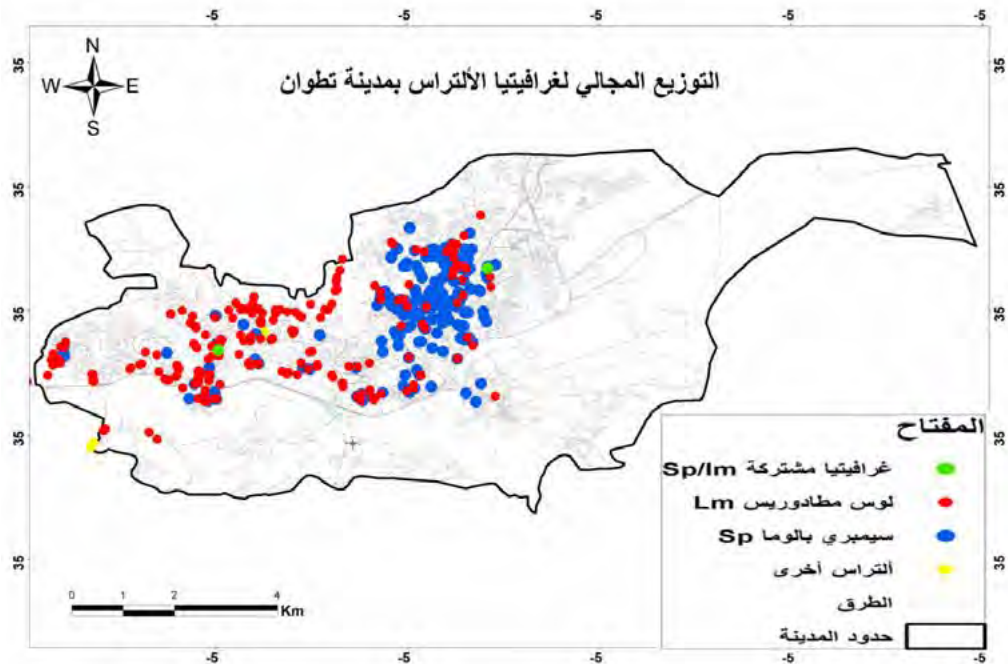 -5 -5 -5 -5 -5
35 35
N
W E
S
التوزيع المجالي لغرافيتيا الألتراس بمدينة تطوان
35 35
35 35
35 35
35 35
المفتاح
غرافيتيا مشتركة Sp/lm
لوس مطادوريس Lm
سيمبري بالوما Sp
ألتراس أخرى
الطرق
حدود المدينة
0 1 2 4
Km
-5 -5 -5 -5 -5